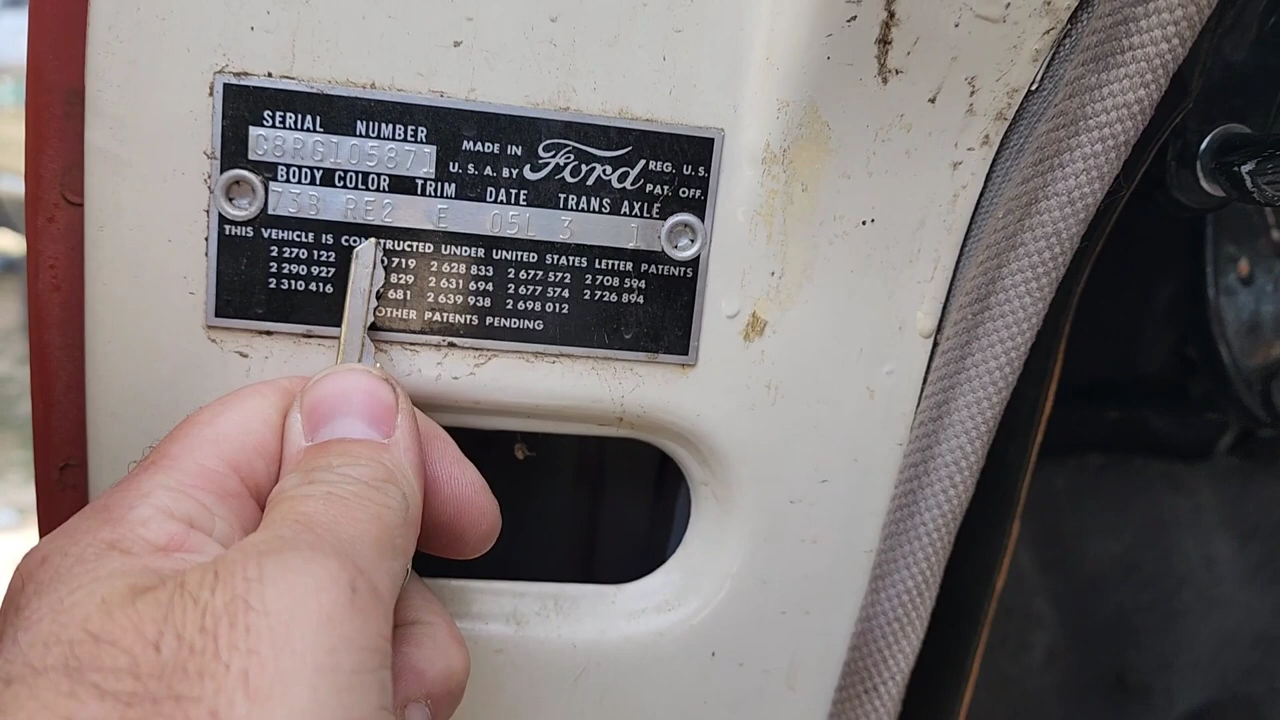 SERIAL NUMBER
C8RG105871
MADE IN
U. S. A. BY
Ford
REG. U. S.
PAT. OFF.
BODY COLOR TRIM DATE TRANS AXLE
73B RE2 E 05L 3 1
THIS VEHICLE IS CONSTRUCTED UNDER UNITED STATES LETTER PATENTS
2 270 122 719 2 628 833 2 677 572 2 708 594
2 290 927 829 2 631 694 2 677 574 2 726 894
2 310 416 681 2 639 938 2 698 012
OTHER PATENTS PENDING